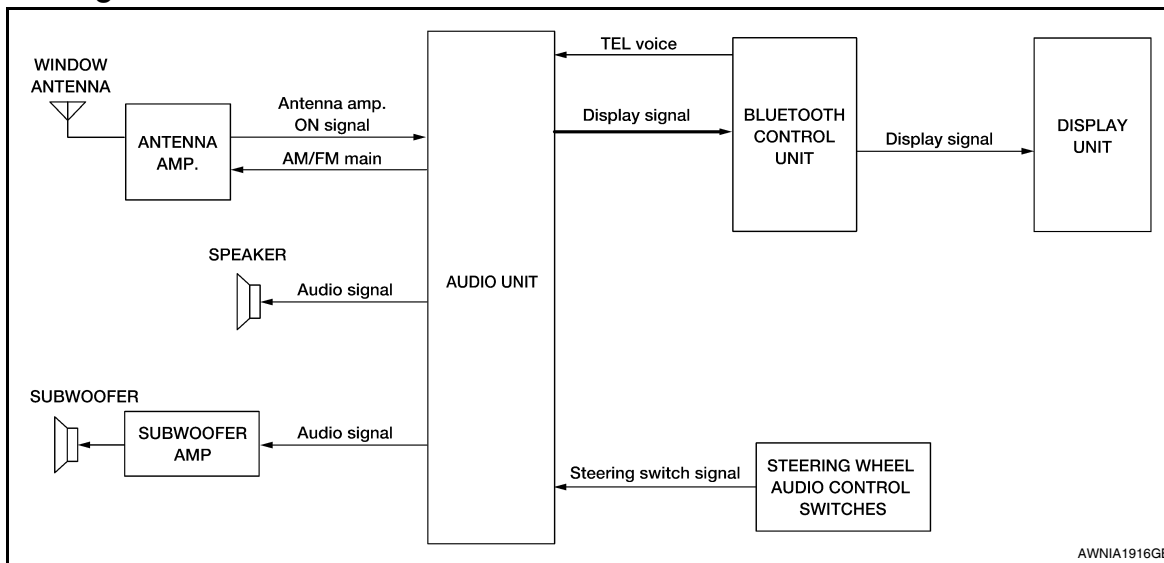 WINDOW
ANTENNA
ANTENNA
AMP.
Antenna amp.
ON signal
AM/FM main
SPEAKER
Audio signal
SUBWOOFER
SUBWOOFER
AMP
Audio signal
AUDIO UNIT
TEL voice
Display signal
BLUETOOTH
CONTROL
UNIT
Display signal
DISPLAY
UNIT
Steering switch signal
STEERING WHEEL
AUDIO CONTROL
SWITCHES